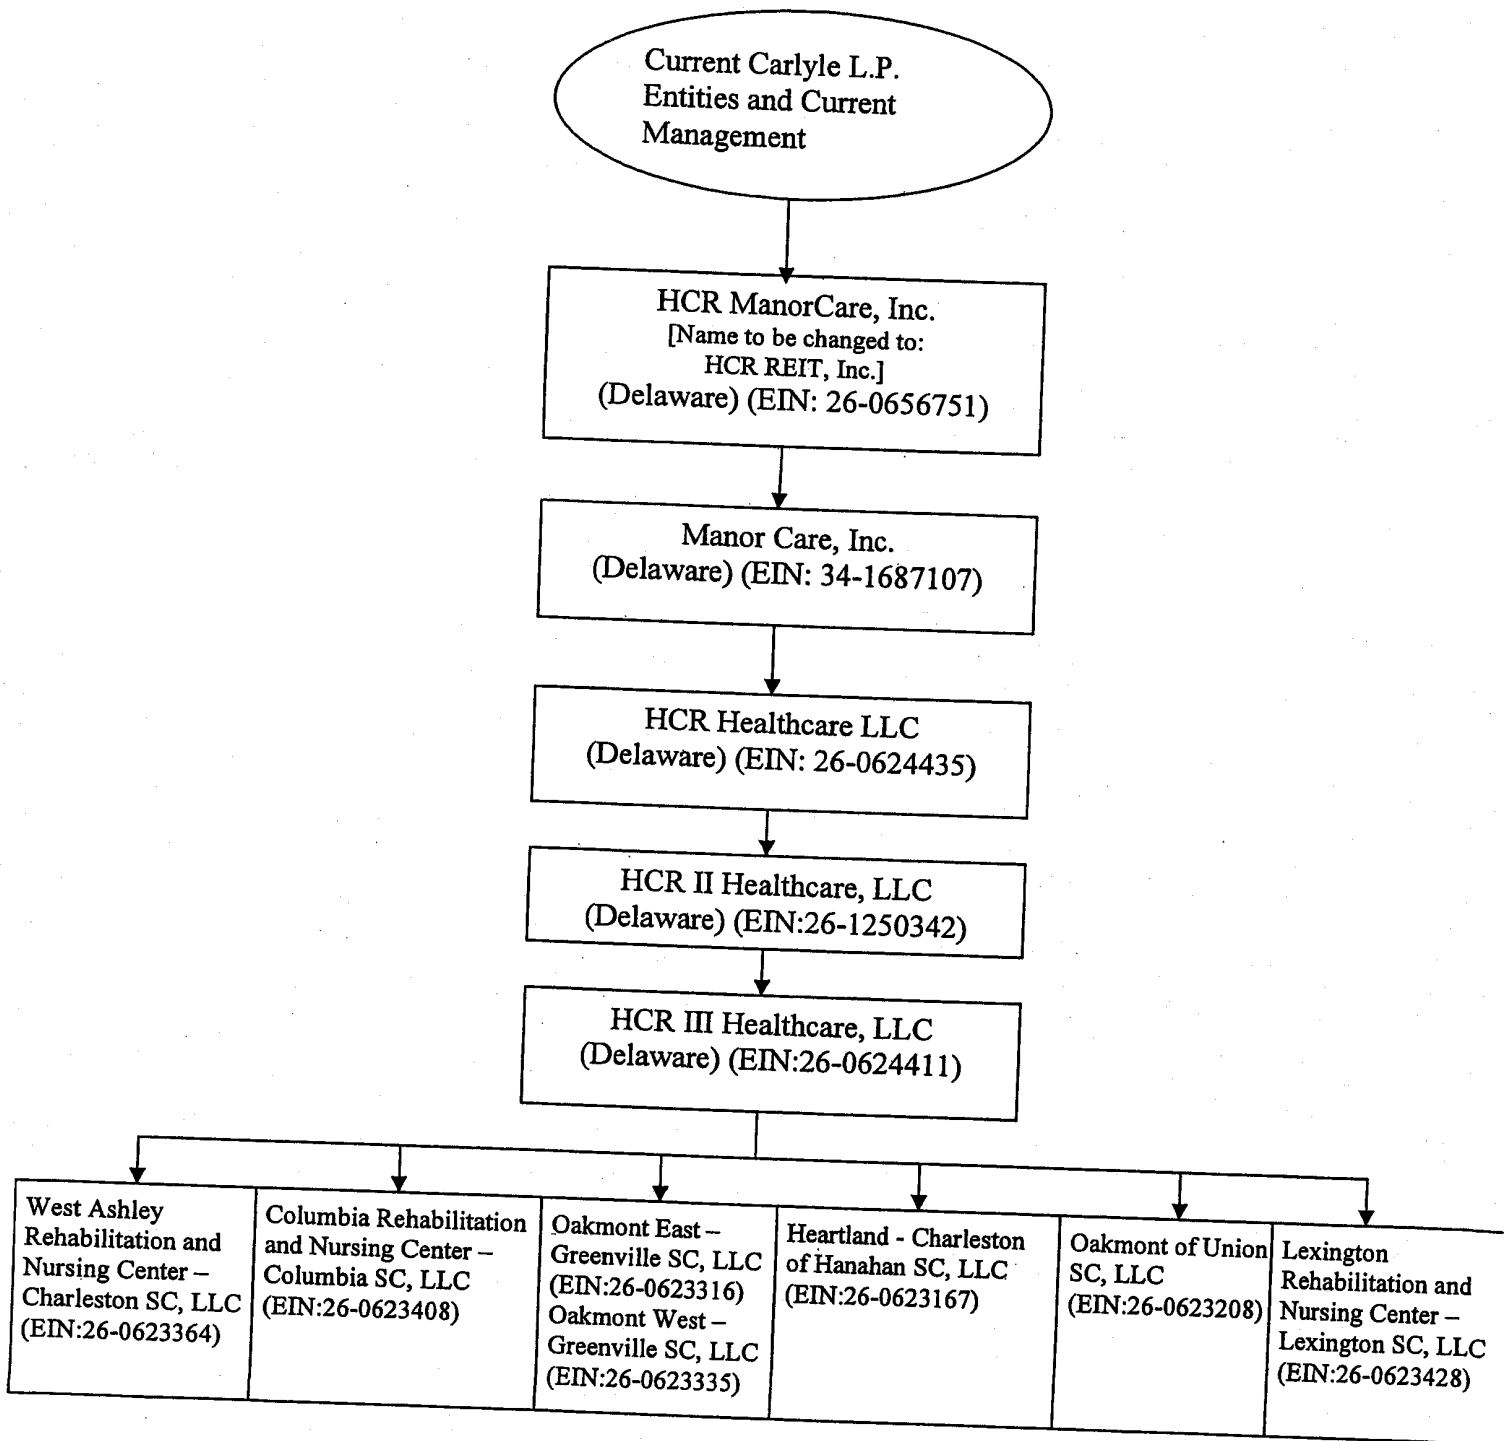 Current Carlyle L.P.
Entities and Current
Management
HCR ManorCare, Inc.
[Name to be changed to:
HCR REIT, Inc.]
(Delaware) (EIN: 26-0656751)
Manor Care, Inc.
(Delaware) (EIN: 34-1687107)
HCR Healthcare LLC
(Delaware) (EIN: 26-0624435)
HCR II Healthcare, LLC
(Delaware) (EIN:26-1250342)
HCR III Healthcare, LLC
(Delaware) (EIN:26-0624411)
West Ashley
Rehabilitation and
Nursing Center –
Charleston SC, LLC
(EIN:26-0623364)
Columbia Rehabilitation
and Nursing Center –
Columbia SC, LLC
(EIN:26-0623408)
Oakmont East –
Greenville SC, LLC
(EIN:26-0623316)
Oakmont West –
Greenville SC, LLC
(EIN:26-0623335)
Heartland - Charleston
of Hanahan SC, LLC
(EIN:26-0623167)
Oakmont of Union
SC, LLC
(EIN:26-0623208)
Lexington
Rehabilitation and
Nursing Center –
Lexington SC, LLC
(EIN:26-0623428)